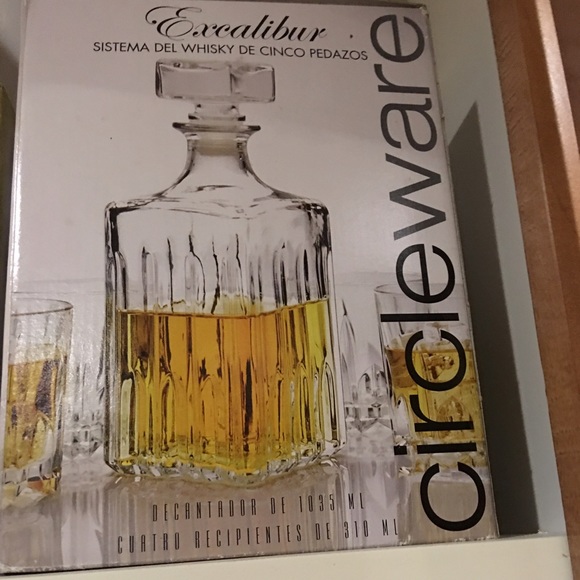 Excalibur
SISTEMA DEL WHISKY DE CINCO PEDAZOS
circleware
DECANTADOR DE 1035 ML
CUATRO RECIPIENTES DE 310 ML